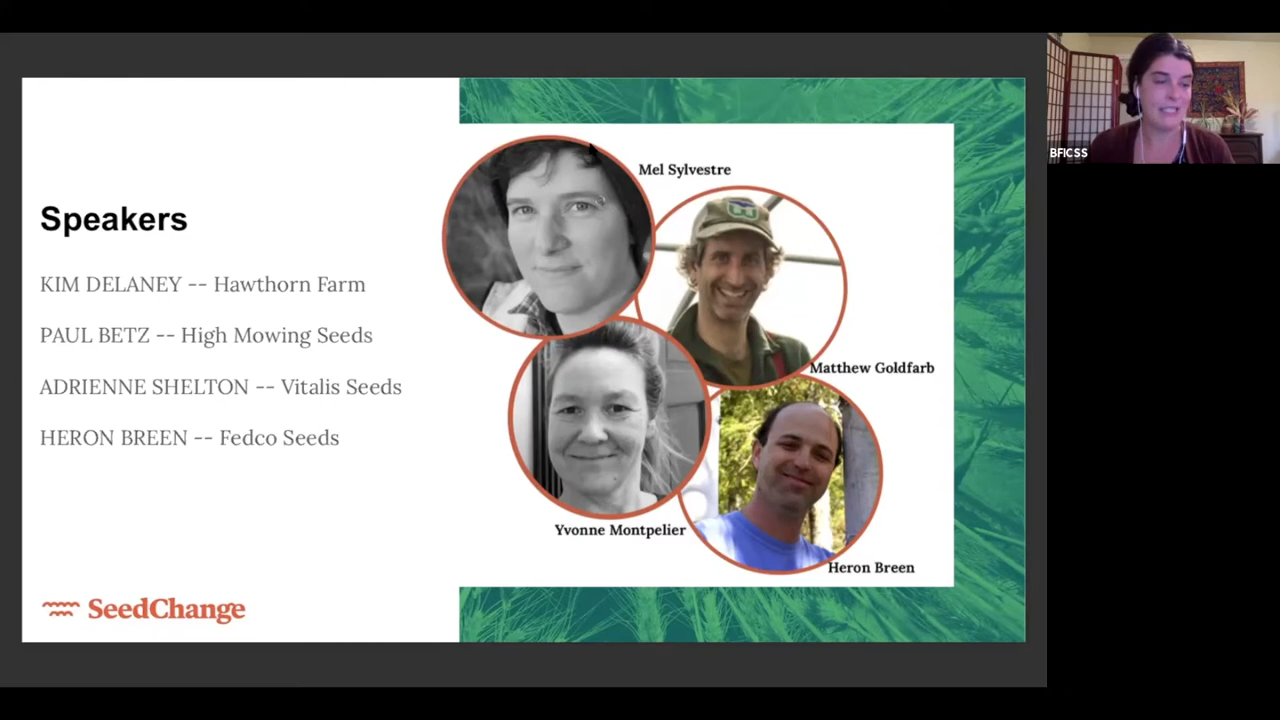 Speakers
KIM DELANEY -- Hawthorn Farm
PAUL BETZ -- High Mowing Seeds
ADRIENNE SHELTON -- Vitalis Seeds
HERON BREEN -- Fedco Seeds
SeedChange
Mel Sylvestre
Matthew Goldfarb
Yvonne Montpelier
Heron Breen
BFICSS